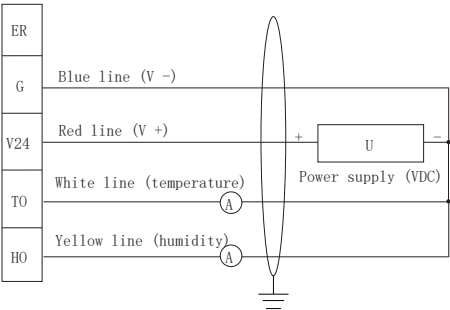 ER
G
Blue line (V -)
V24
Red line (V +)
+
U
-
Power supply (VDC)
TO
White line (temperature)
A
HO
Yellow line (humidity)
A